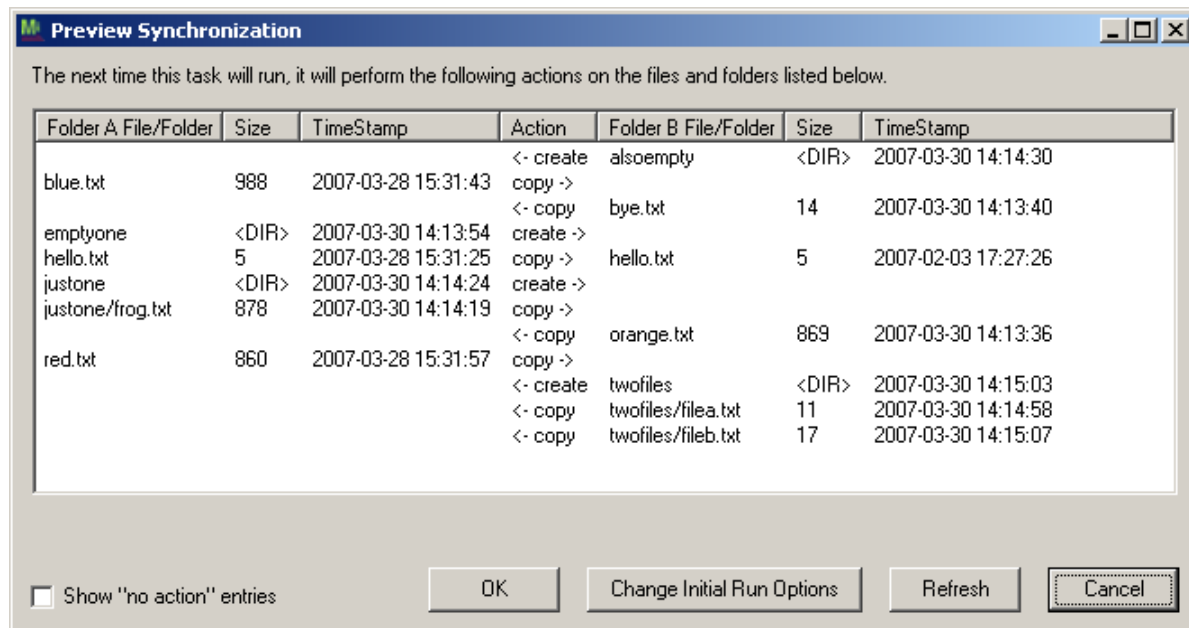 Preview Synchronization
The next time this task will run, it will perform the following actions on the files and folders listed below.
Folder A File/Folder Size TimeStamp Action Folder B File/Folder Size TimeStamp
<- create alsoempty <DIR> 2007-03-30 14:14:30
blue.txt 988 2007-03-28 15:31:43 copy ->
<- copy bye.txt 14 2007-03-30 14:13:40
emptyone <DIR> 2007-03-30 14:13:54 create ->
hello.txt 5 2007-03-28 15:31:25 copy -> hello.txt 5 2007-02-03 17:27:26
justone <DIR> 2007-03-30 14:14:24 create ->
justone/frog.txt 878 2007-03-30 14:14:19 copy ->
<- copy orange.txt 869 2007-03-30 14:13:36
red.txt 860 2007-03-28 15:31:57 copy ->
<- create twofiles <DIR> 2007-03-30 14:15:03
<- copy twofiles/filea.txt 11 2007-03-30 14:14:58
<- copy twofiles/fileb.txt 17 2007-03-30 14:15:07
Show "no action" entries OK Change Initial Run Options Refresh Cancel